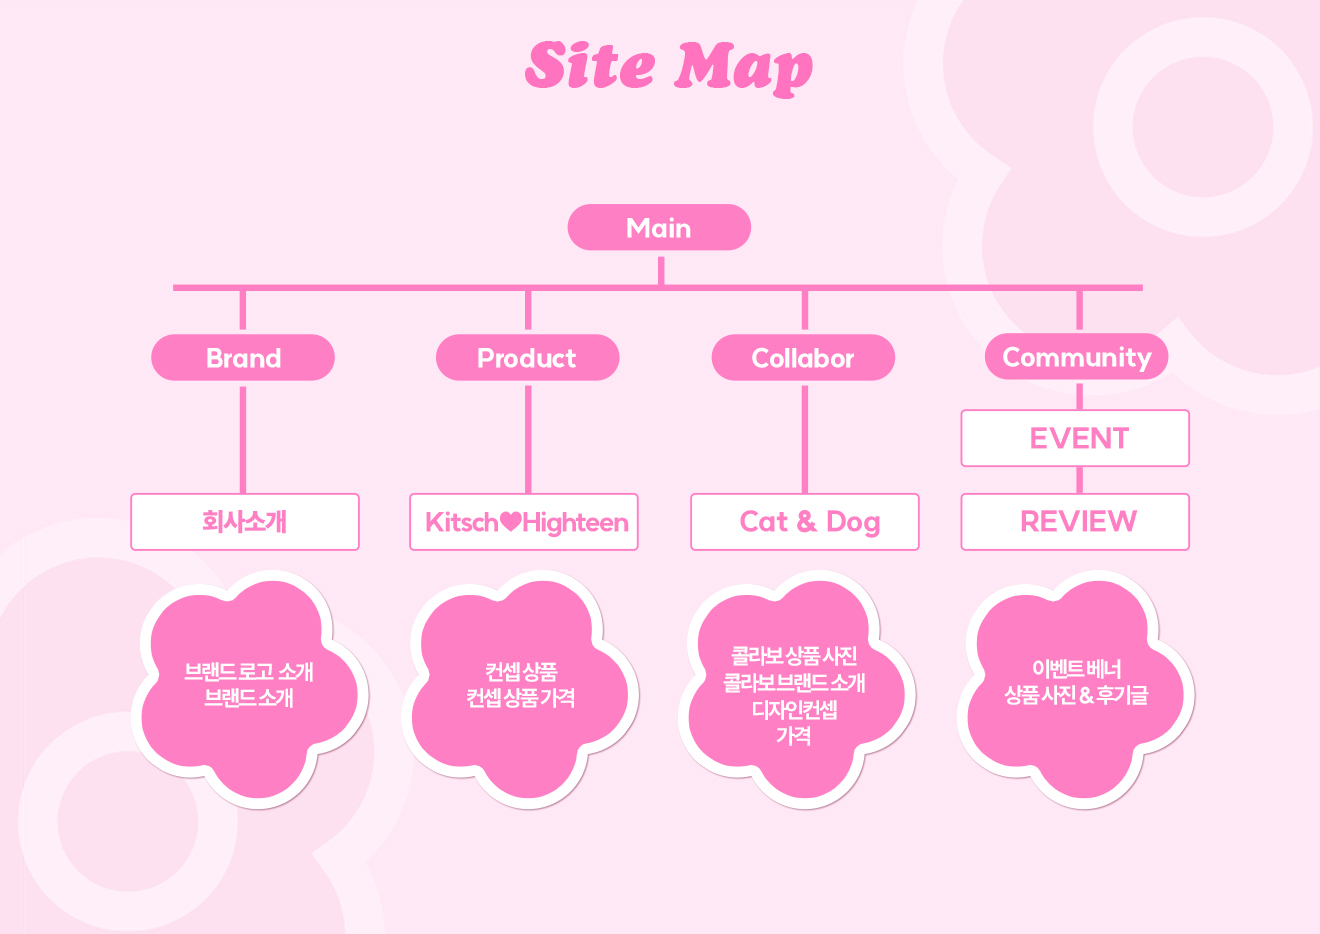 Site Map
Main
Brand
Product
Collabor
Community
EVENT
회사소개
Kitsch♥Highteen
Cat & Dog
REVIEW
브랜드 로고 소개
브랜드 소개
컨셉 상품
컨셉 상품 가격
콜라보 상품 사진
콜라보 브랜드 소개
디자인컨셉
가격
이벤트 베너
상품 사진 & 후기글